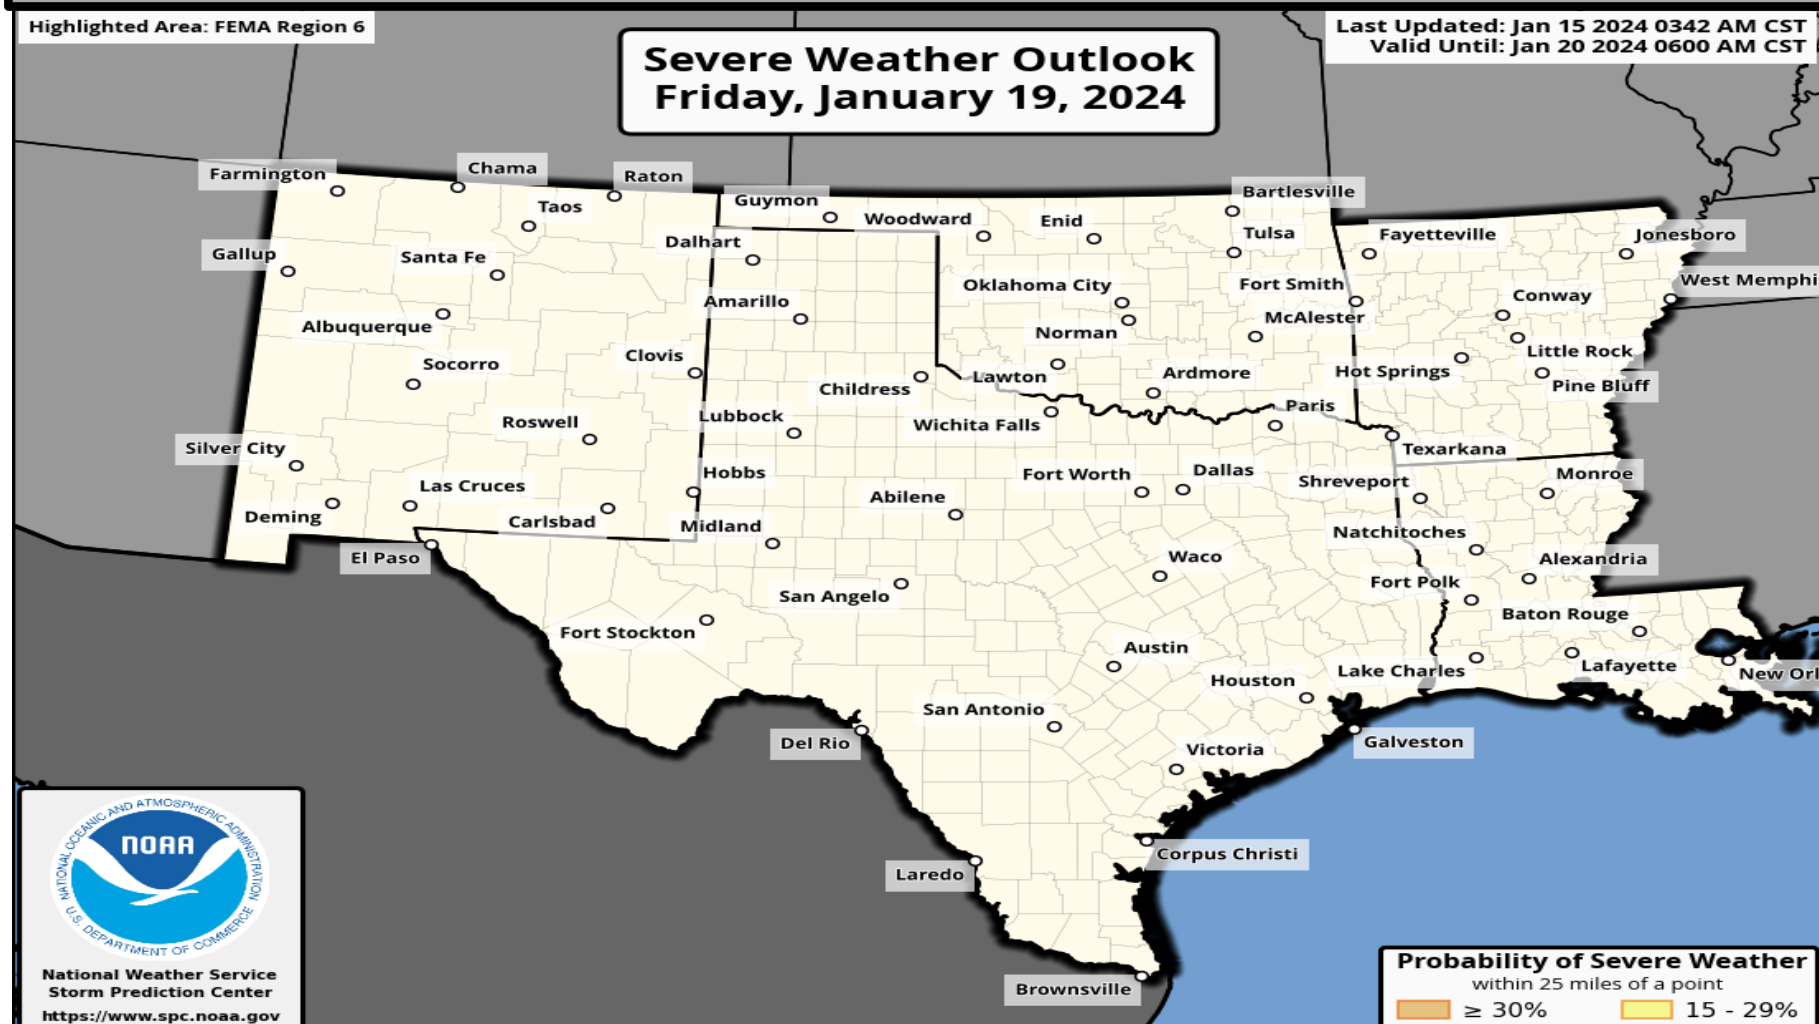 Highlighted Area: FEMA Region 6
Last Updated: Jan 15 2024 0342 AM CST
Valid Until: Jan 20 2024 0600 AM CST
Severe Weather Outlook
Friday, January 19, 2024
Farmington
Chama
Raton
Taos
Guymon
Woodward
Enid
Bartlesville
Tulsa
Fayetteville
Jonesboro
Gallup
Santa Fe
Dalhart
Oklahoma City
Fort Smith
Conway
West Memphi
Albuquerque
Amarillo
Norman
McAlester
Little Rock
Socorro
Clovis
Childress
Lawton
Ardmore
Hot Springs
Pine Bluff
Roswell
Lubbock
Wichita Falls
Paris
Texarkana
Silver City
Las Cruces
Hobbs
Abilene
Fort Worth
Dallas
Shreveport
Monroe
Deming
Carlsbad
Midland
Natchitoches
El Paso
Waco
Alexandria
San Angelo
Fort Polk
Fort Stockton
Baton Rouge
Austin
Lake Charles
Lafayette
New Orl
Houston
San Antonio
Del Rio
Victoria
Galveston
Laredo
Corpus Christi
Brownsville
NATIONAL OCEANIC AND ATMOSPHERIC ADMINISTRATION
NOAA
U.S. DEPARTMENT OF COMMERCE
National Weather Service
Storm Prediction Center
https://www.spc.noaa.gov
Probability of Severe Weather
within 25 miles of a point
≥ 30%
15 - 29%